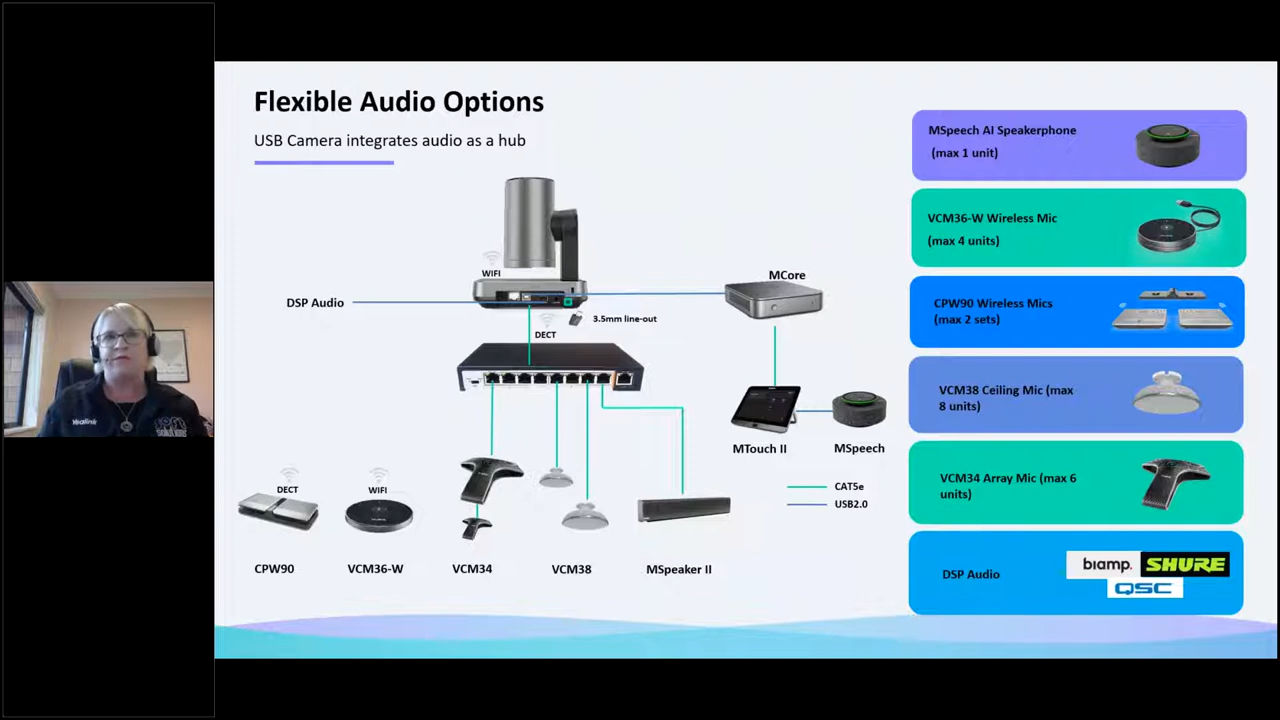 Flexible Audio Options
USB Camera integrates audio as a hub
WIFI
DSP Audio
3.5mm line-out
DECT
MCore
MTouch II
MSpeech
CAT5e
USB2.0
DECT
WIFI
CPW90
VCM36-W
VCM34
VCM38
MSpeaker II
MSpeech AI Speakerphone
(max 1 unit)
VCM36-W Wireless Mic
(max 4 units)
CPW90 Wireless Mics
(max 2 sets)
VCM38 Ceiling Mic (max
8 units)
VCM34 Array Mic (max 6
units)
DSP Audio
biamp.
SHURE
QSC
Yealink